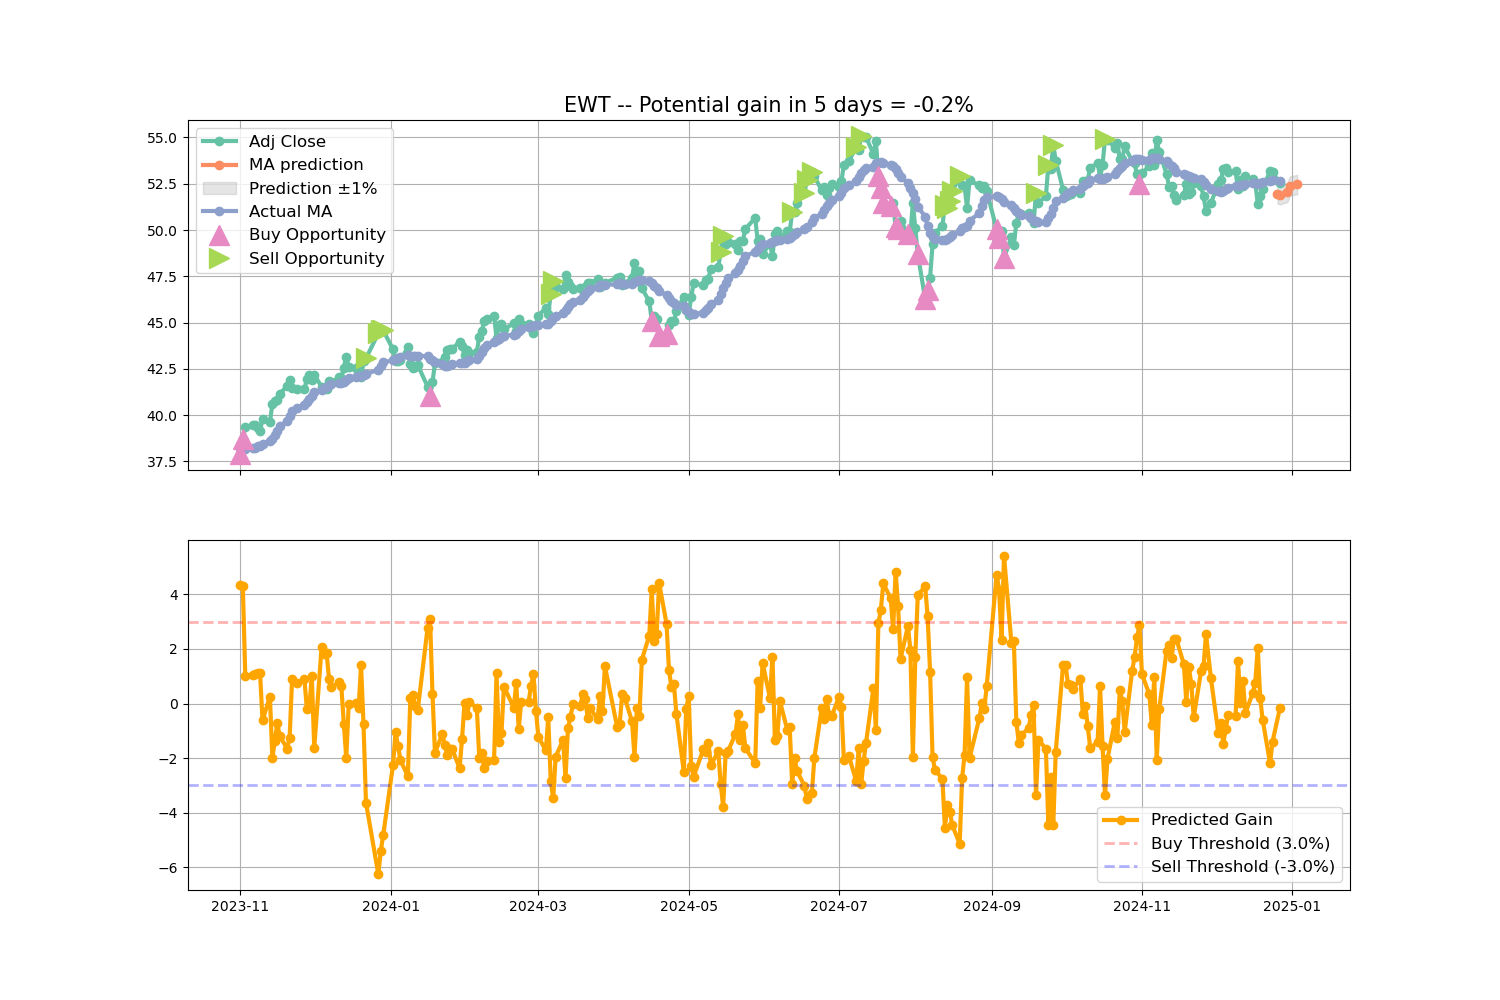 EWT -- Potential gain in 5 days = -0.2%
55.0
52.5
50.0
47.5
45.0
42.5
40.0
37.5
Adj Close
MA prediction
Prediction ±1%
Actual MA
Buy Opportunity
Sell Opportunity
4
2
0
−2
−4
−6
Predicted Gain
Buy Threshold (3.0%)
Sell Threshold (-3.0%)
2023-11
2024-01
2024-03
2024-05
2024-07
2024-09
2024-11
2025-01